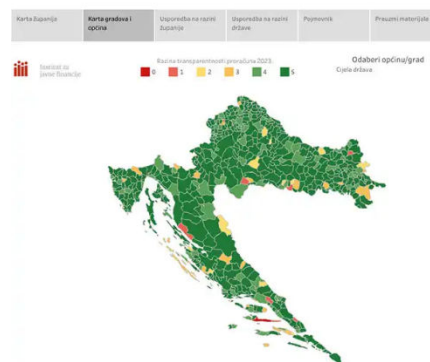 Karta županija
Karta gradova i
općina
Usporedba na razini
županija
Usporedba na razini
države
Pojmovnik
Preuzmi materijale
Institut za
javne financije
Razina transparentnosti proračuna 2023.
0 1 2 3 4 5
Odaberi općinu/grad
Cijela država